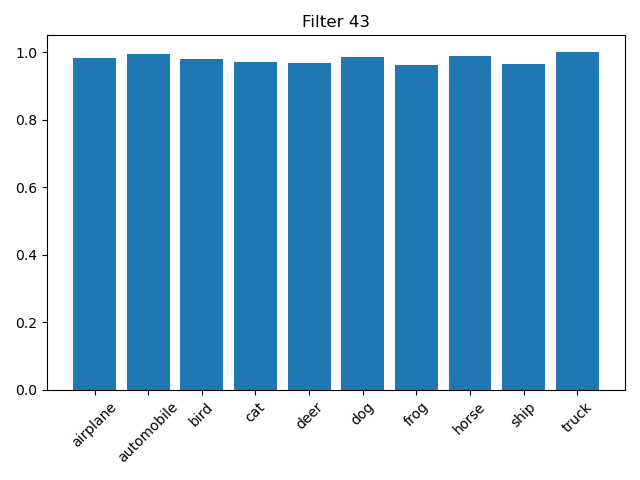 Filter 43
1.0
0.8
0.6
0.4
0.2
0.0
airplane
automobile
bird
cat
deer
dog
frog
horse
ship
truck